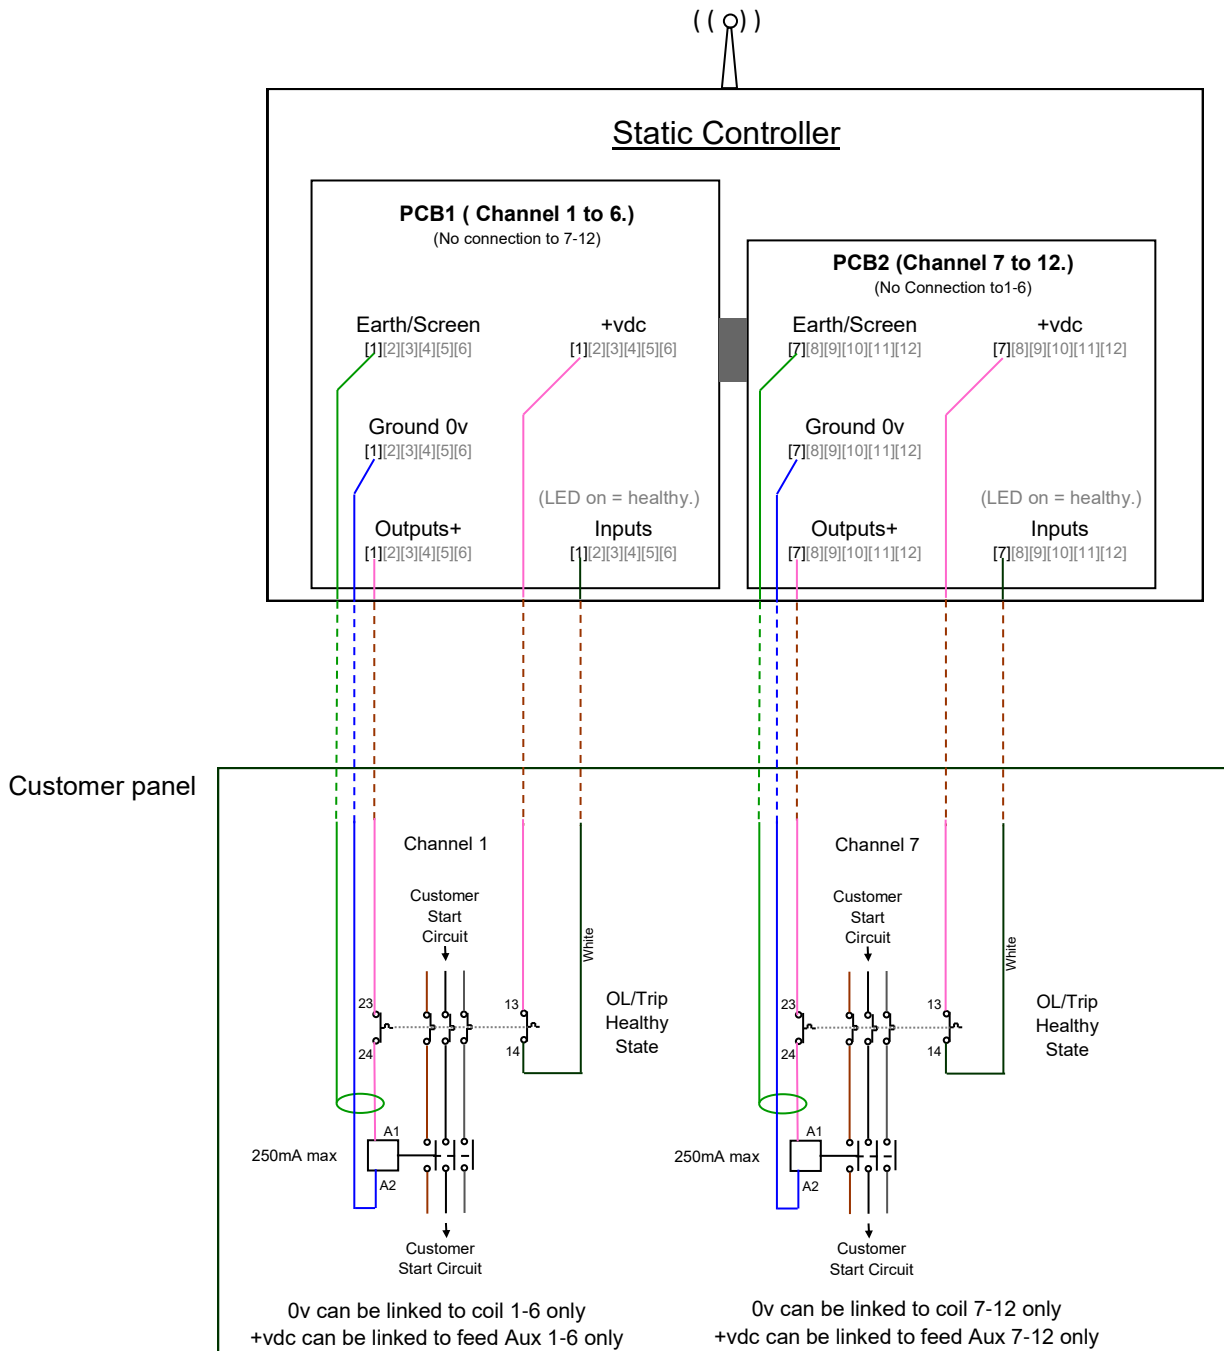 ((o))
Static Controller
PCB1 ( Channel 1 to 6.)
(No connection to 7-12)
Earth/Screen
[1][2][3][4][5][6]
+vdc
[1][2][3][4][5][6]
Ground 0v
[1][2][3][4][5][6]
(LED on = healthy.)
Outputs+
[1][2][3][4][5][6]
Inputs
[1][2][3][4][5][6]
PCB2 (Channel 7 to 12.)
(No Connection to1-6)
Earth/Screen
[7][8][9][10][11][12]
+vdc
[7][8][9][10][11][12]
Ground 0v
[7][8][9][10][11][12]
(LED on = healthy.)
Outputs+
[7][8][9][10][11][12]
Inputs
[7][8][9][10][11][12]
Customer panel
Channel 1
Customer
Start
Circuit
White
23
24
13
14
OL/Trip
Healthy
State
250mA max
A1
A2
Customer
Start Circuit
0v can be linked to coil 1-6 only
+vdc can be linked to feed Aux 1-6 only
Channel 7
Customer
Start
Circuit
White
23
24
13
14
OL/Trip
Healthy
State
250mA max
A1
A2
Customer
Start Circuit
0v can be linked to coil 7-12 only
+vdc can be linked to feed Aux 7-12 only